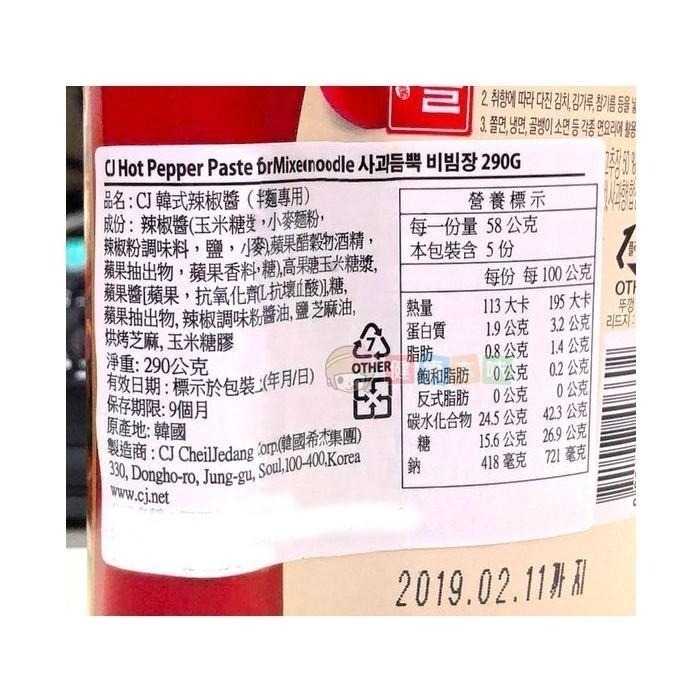 2. 취향에 따라 다진 김치, 김가루, 참기름 등을
3. 쫄면, 냉면, 골뱅이 소면 등 각종 면요리에 활용
CJ Hot Pepper Paste forMixed noodle 사과듬뿍 비빔장 290G
品名: CJ 韓式辣椒醬 (拌麵專用)
成份: 辣椒醬(玉米糖漿, 小麥麵粉,
辣椒粉調味料, 鹽, 小麥),蘋果醋穀物酒精,
蘋果抽出物, 蘋果香料, 糖),高果糖玉米糖漿,
蘋果醬[蘋果, 抗氧化劑(L-抗壞血酸)],糖,
蘋果抽出物, 辣椒調味粉醬油, 鹽 芝麻油,
烘烤芝麻, 玉米糖膠
淨重: 290公克
有效日期: 標示於包裝上(年/月/日)
保存期限: 9個月
原產地: 韓國
製造商: CJ CheilJedang Corp(韓國希杰集團)
330, Dongho-ro, Jung-gu, Soul,100-400,Korea
www.cj.net
7
OTHER
營養標示
每一份量 58 公克
本包裝含 5 份
每份 每 100 公克
熱量 113 大卡 195 大卡
蛋白質 1.9 公克 3.2 公克
脂肪 0.8 公克 1.4 公克
飽和脂肪 0 公克 0.2 公克
反式脂肪 0 公克 0 公克
碳水化合物 24.5 公克 42.3 公克
糖 15.6 公克 26.9 公克
鈉 418 毫克 721 毫克
2019.02.11까지